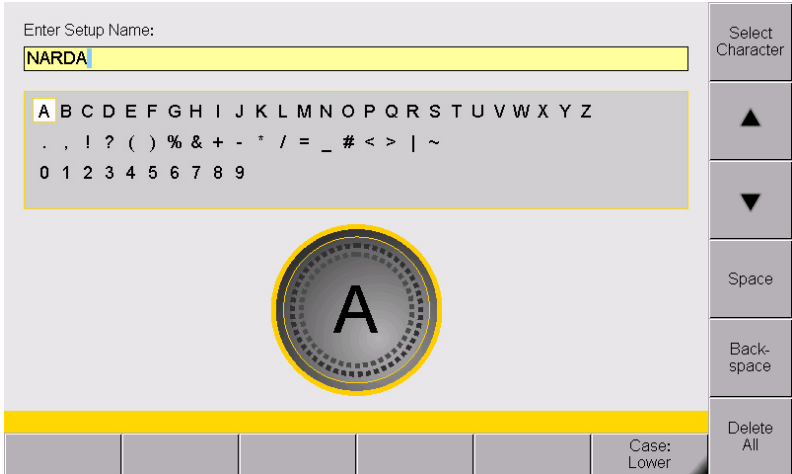 Enter Setup Name:
NARDA
A B C D E F G H I J K L M N O P Q R S T U V W X Y Z
. , ! ? ( ) % & + - * / = _ # < > | ~
0 1 2 3 4 5 6 7 8 9
A
Select
Character
Space
Back-
space
Delete
All
Case:
Lower